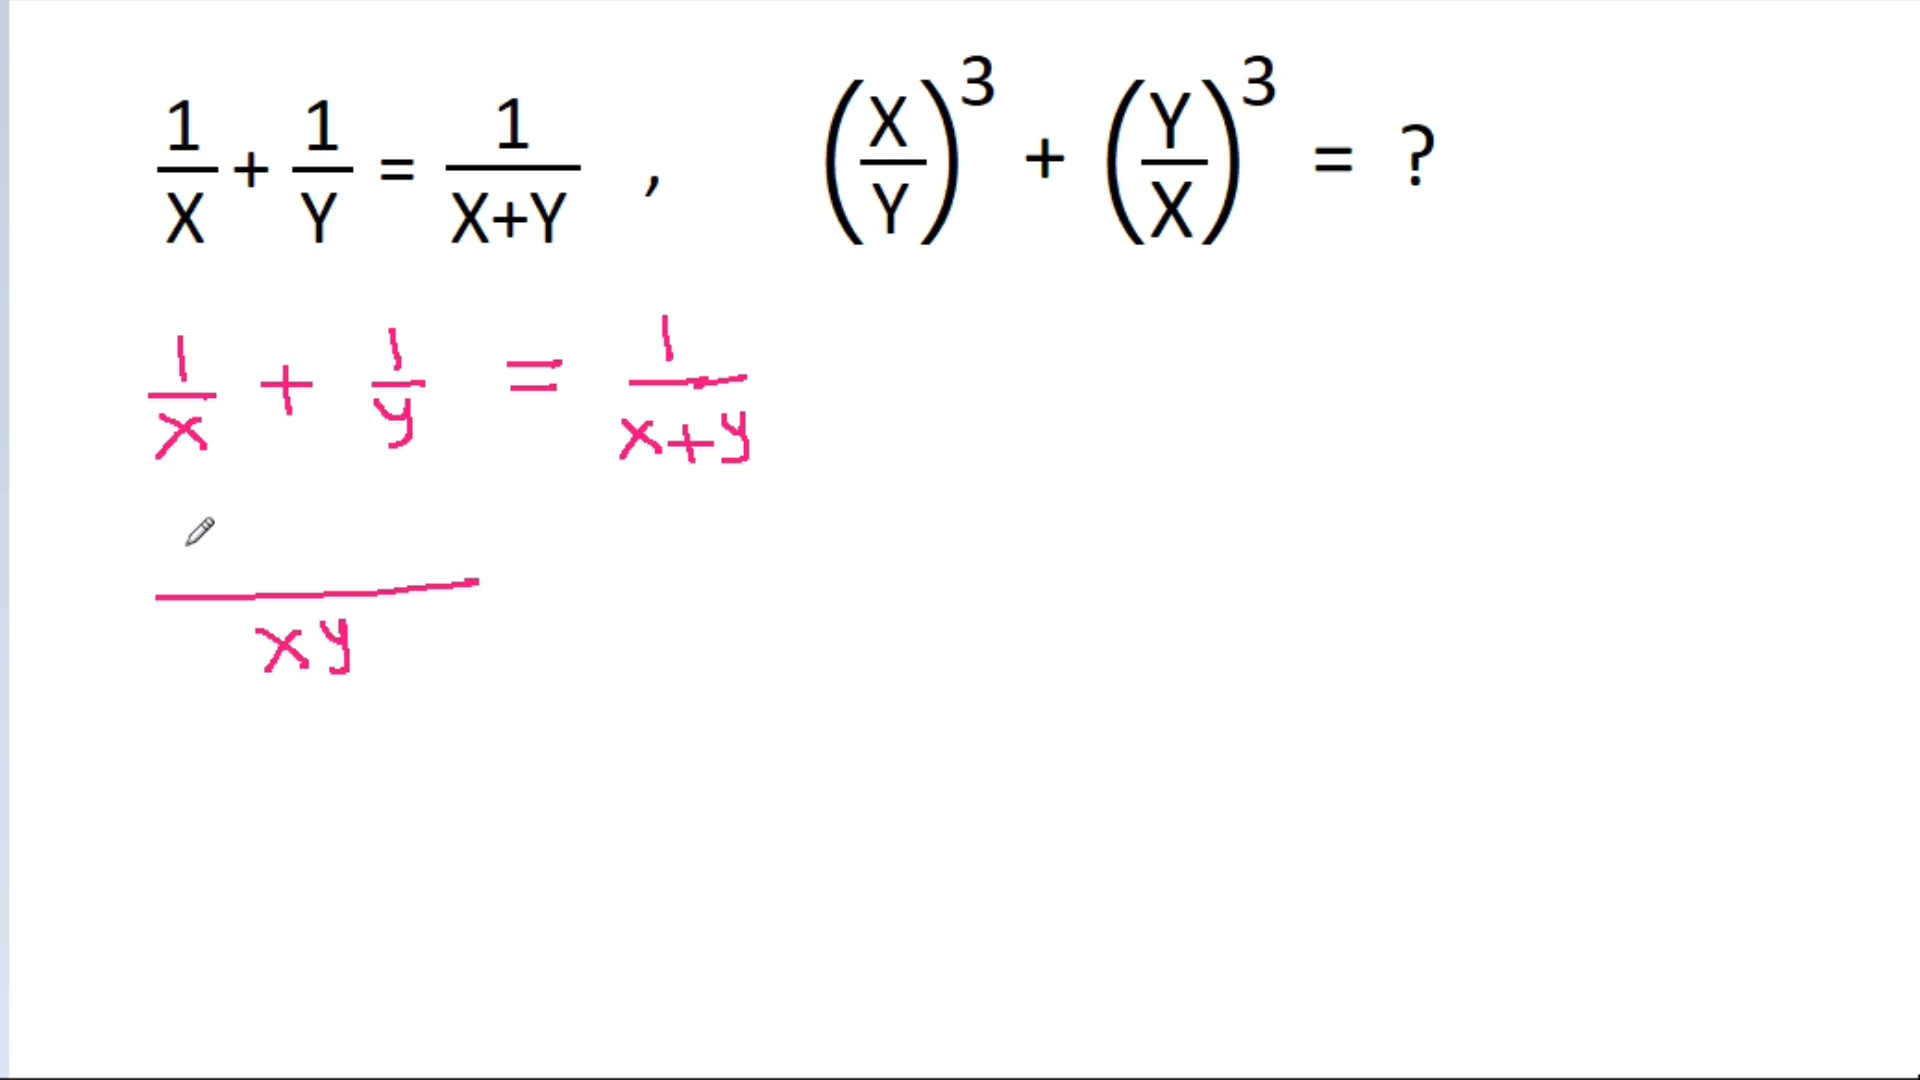 1/X + 1/Y = 1/(X+Y) , (X/Y)^3 + (Y/X)^3 = ?
1/x + 1/y = 1/(x+y)
/xy